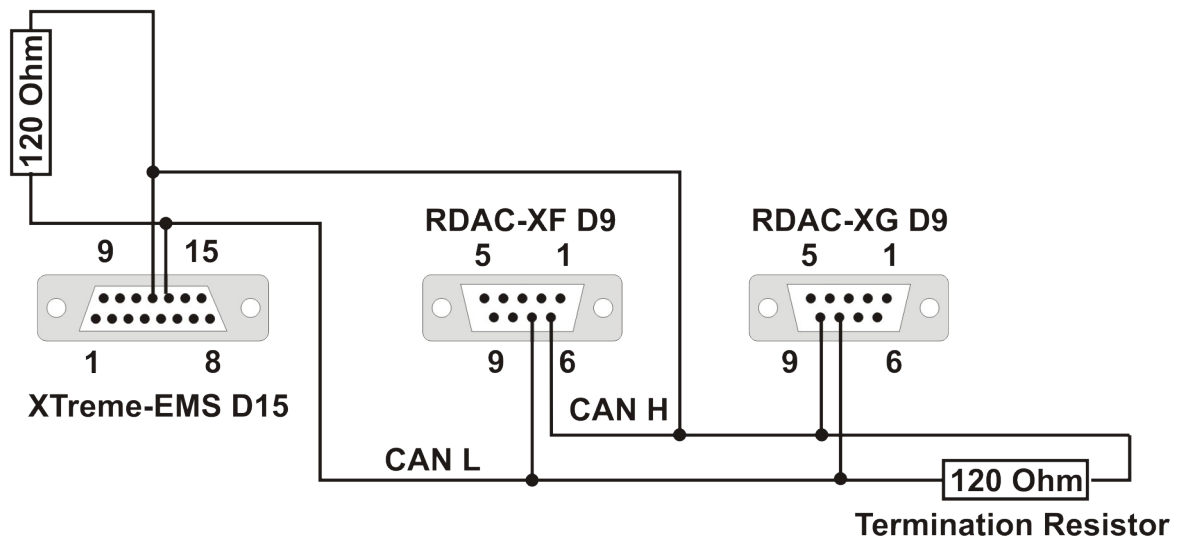 120 Ohm
9 15
1 8
XTreme-EMS D15
RDAC-XF D9
5 1
9 6
RDAC-XG D9
5 1
9 6
CAN H
CAN L
120 Ohm
Termination Resistor